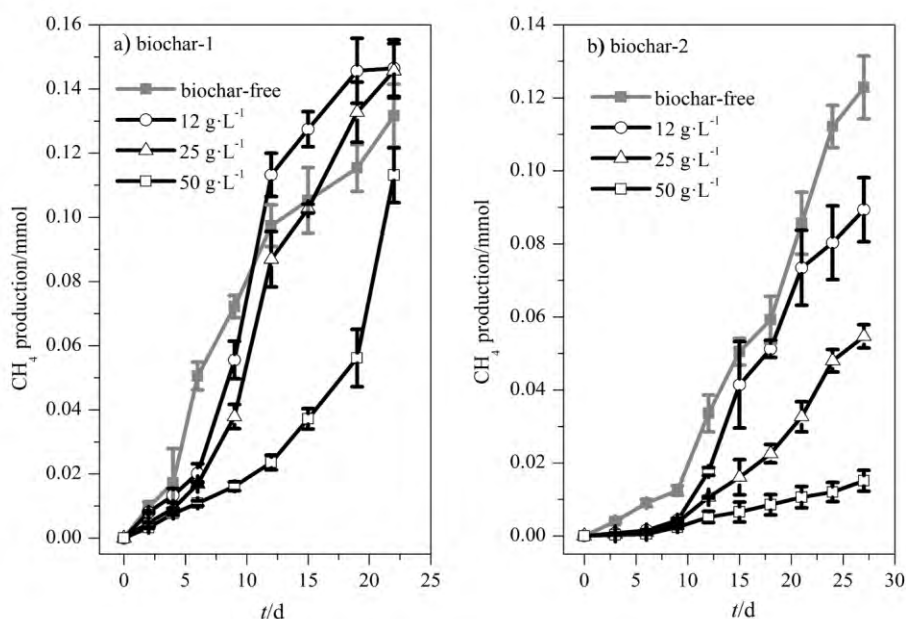 a) biochar-1
biochar-free
12 g·L⁻¹
25 g·L⁻¹
50 g·L⁻¹
CH₄ production/mmol
0.16
0.14
0.12
0.10
0.08
0.06
0.04
0.02
0.00
0 5 10 15 20 25
t/d
b) biochar-2
biochar-free
12 g·L⁻¹
25 g·L⁻¹
50 g·L⁻¹
CH₄ production/mmol
0.14
0.12
0.10
0.08
0.06
0.04
0.02
0.00
0 5 10 15 20 25 30
t/d